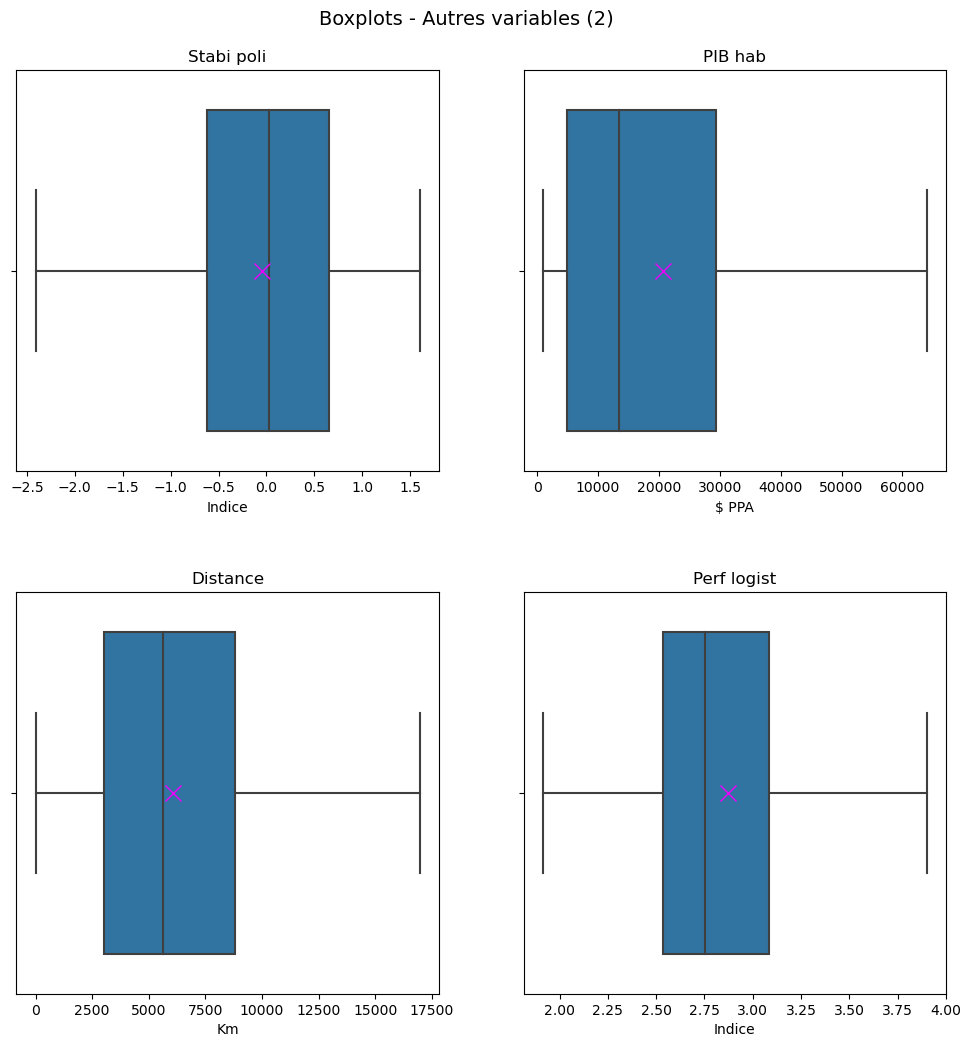 Boxplots - Autres variables (2)
Stabi poli
−2.5 −2.0 −1.5 −1.0 −0.5 0.0 0.5 1.0 1.5
Indice
PIB hab
0 10000 20000 30000 40000 50000 60000
$ PPA
Distance
0 2500 5000 7500 10000 12500 15000 17500
Km
Perf logist
2.00 2.25 2.50 2.75 3.00 3.25 3.50 3.75 4.00
Indice